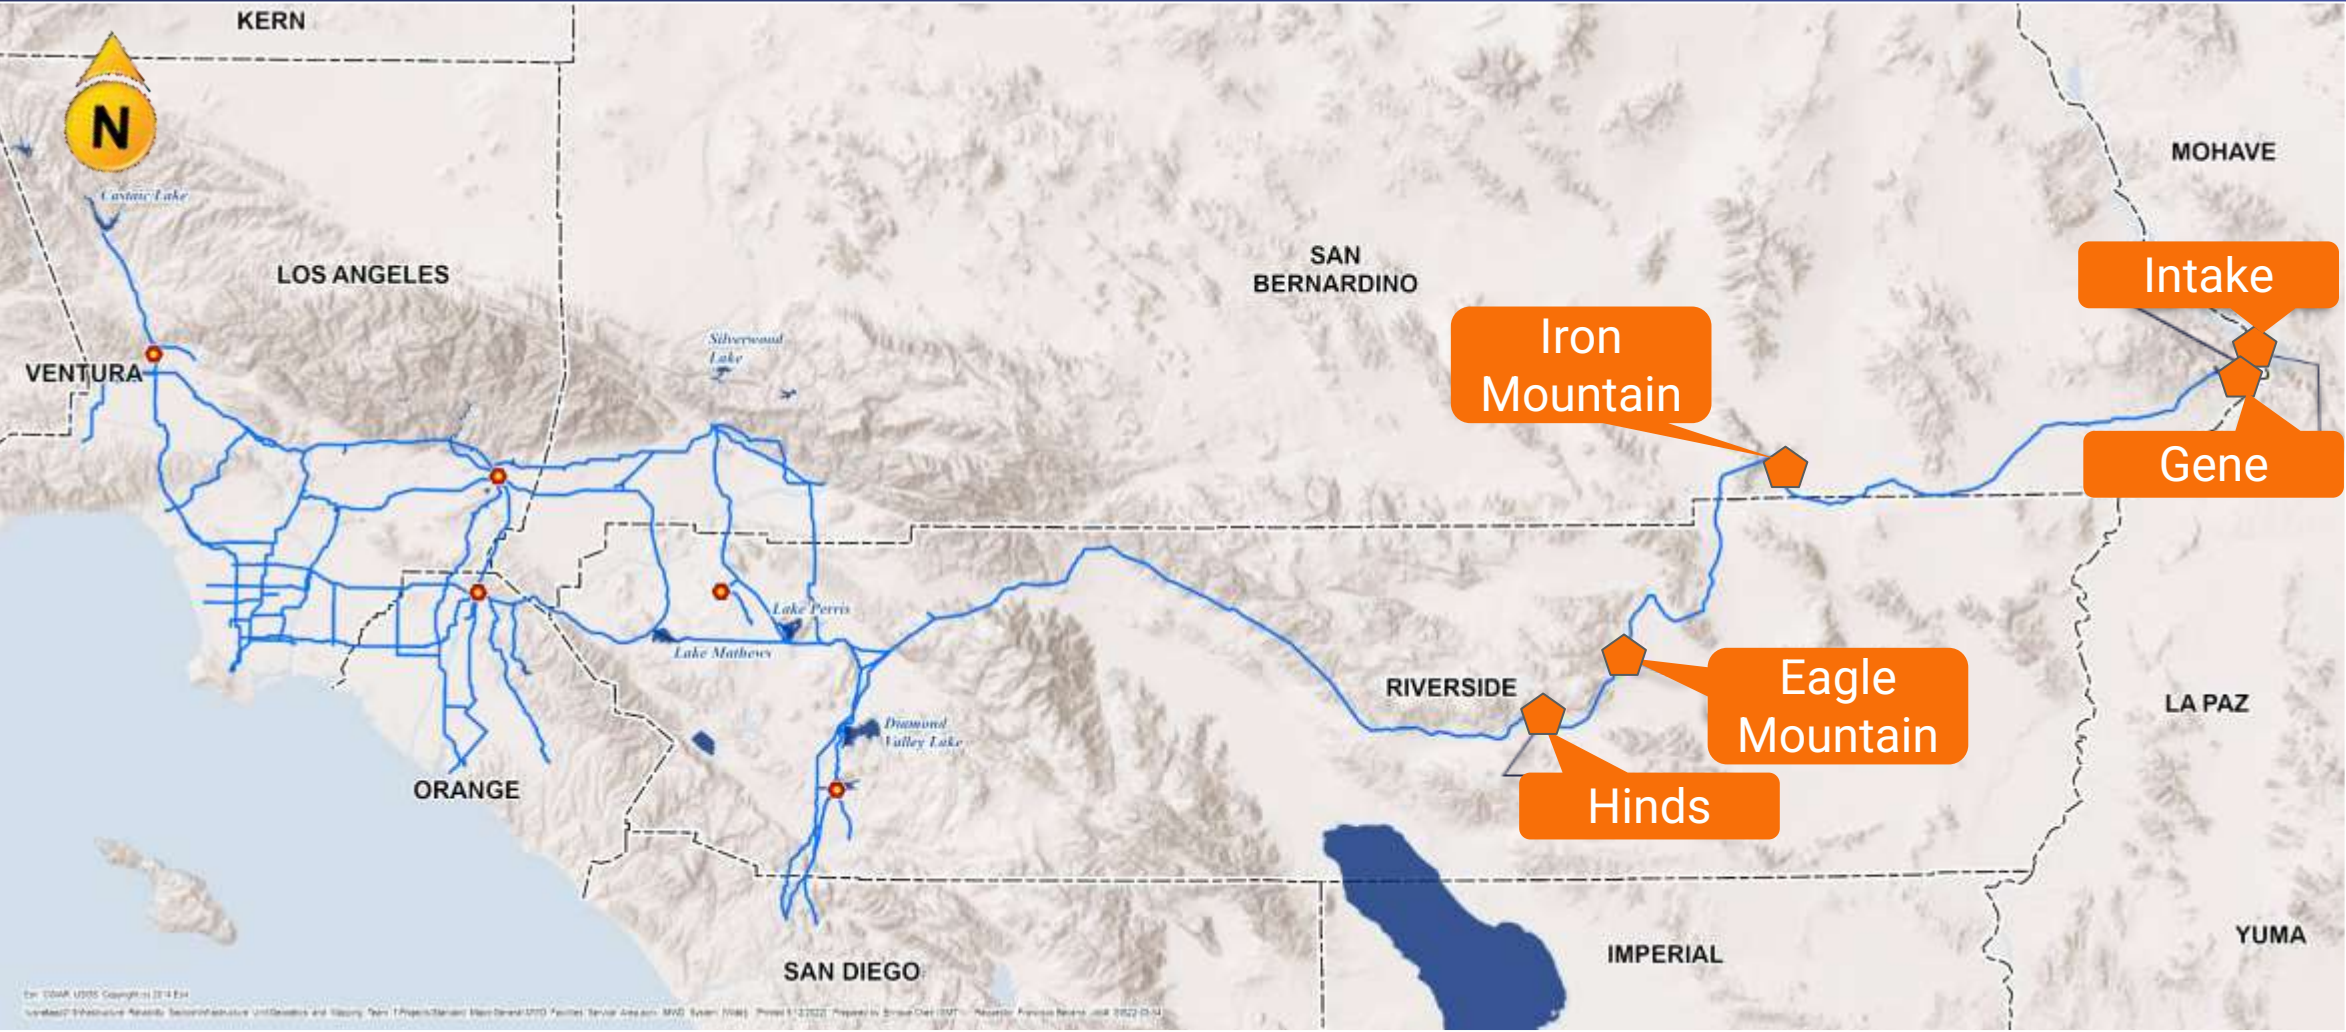 KERN
N
MOHAVE
Castaic Lake
LOS ANGELES
SAN
BERNARDINO
Intake
Iron
Mountain
Silverwood
Lake
VENTURA
Gene
Lake Perris
Lake Mathews
RIVERSIDE
Eagle
Mountain
LA PAZ
Diamond
Valley Lake
ORANGE
Hinds
YUMA
IMPERIAL
SAN DIEGO